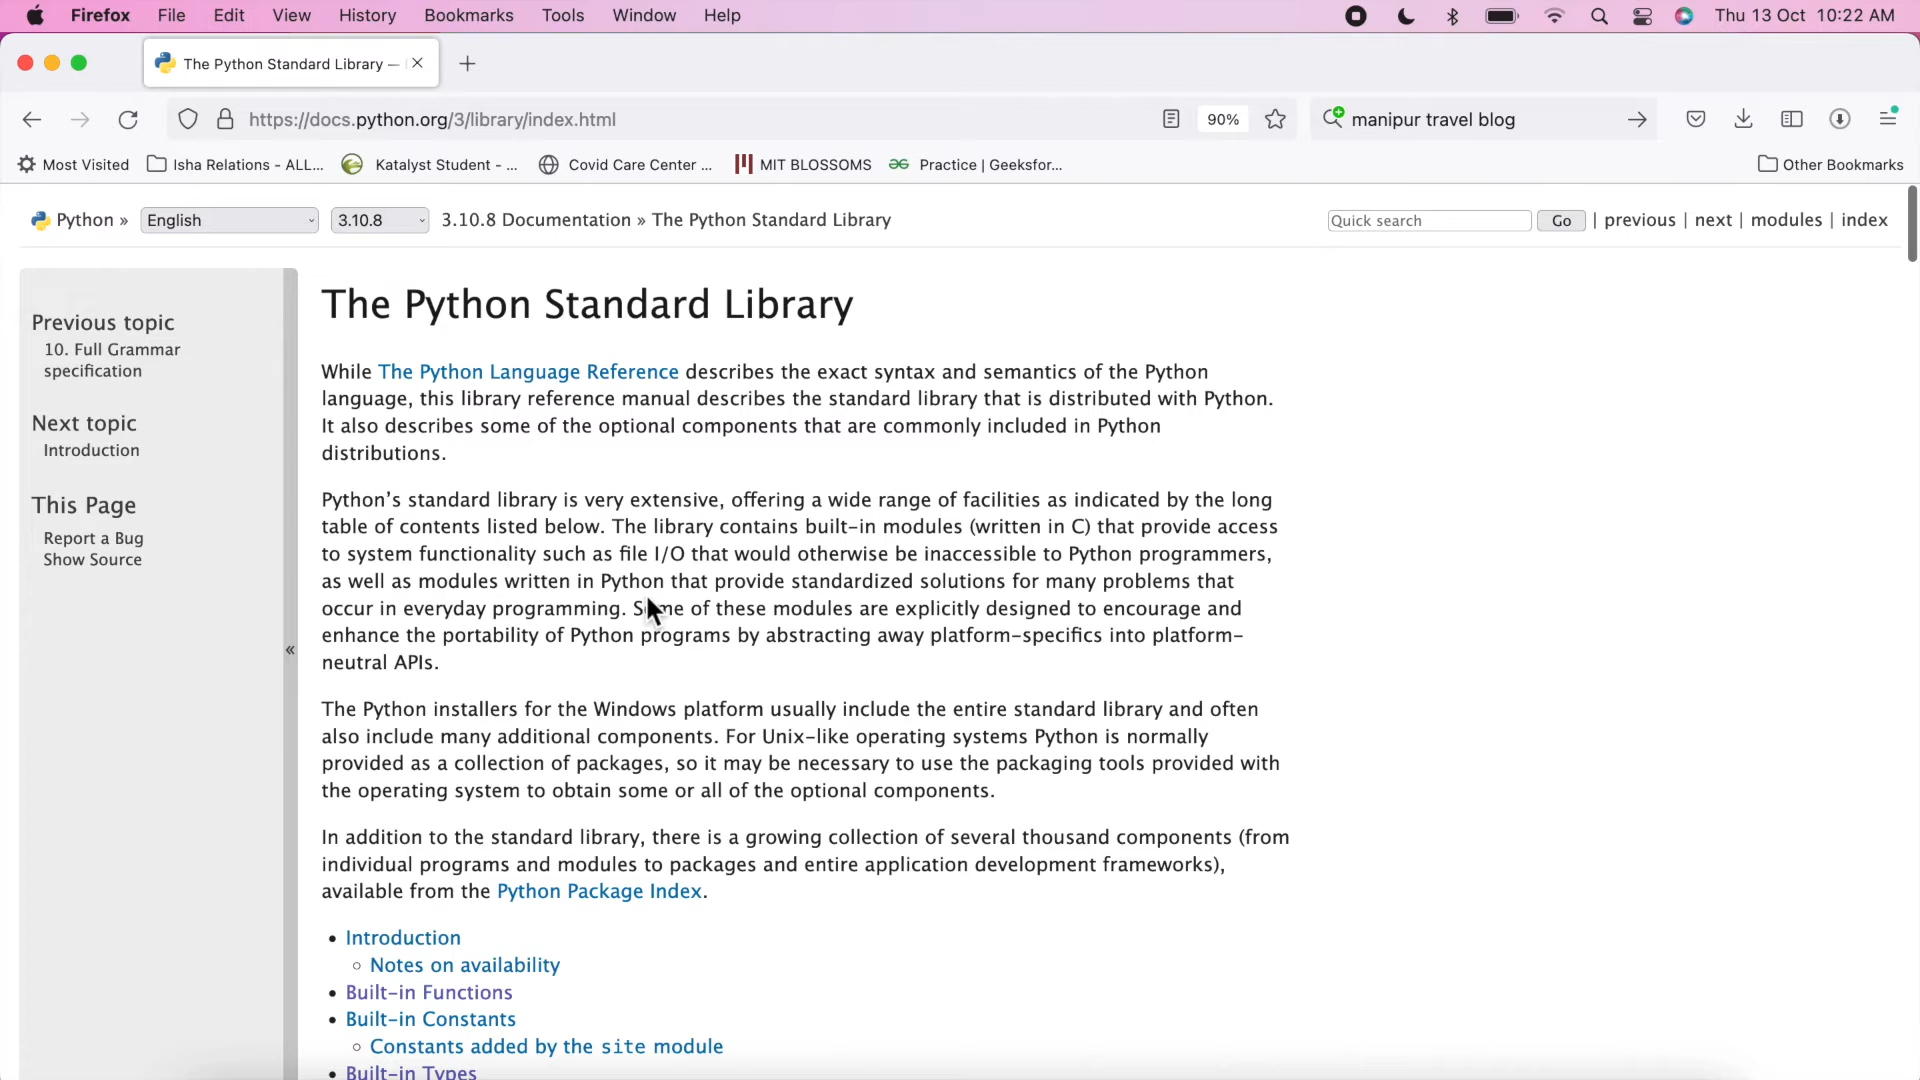 Firefox File Edit View History Bookmarks Tools Window Help Thu 13 Oct 10:22 AM
The Python Standard Library —
https://docs.python.org/3/library/index.html 90% manipur travel blog
Most Visited Isha Relations - ALL... Katalyst Student - ... Covid Care Center ... MIT BLOSSOMS Practice | Geeksfor... Other Bookmarks
Python » English 3.10.8 3.10.8 Documentation » The Python Standard Library Quick search Go | previous | next | modules | index
Previous topic
10. Full Grammar
specification
Next topic
Introduction
This Page
Report a Bug
Show Source
«
The Python Standard Library
While The Python Language Reference describes the exact syntax and semantics of the Python
language, this library reference manual describes the standard library that is distributed with Python.
It also describes some of the optional components that are commonly included in Python
distributions.
Python's standard library is very extensive, offering a wide range of facilities as indicated by the long
table of contents listed below. The library contains built-in modules (written in C) that provide access
to system functionality such as file I/O that would otherwise be inaccessible to Python programmers,
as well as modules written in Python that provide standardized solutions for many problems that
occur in everyday programming. Some of these modules are explicitly designed to encourage and
enhance the portability of Python programs by abstracting away platform-specifics into platform-
neutral APIs.
The Python installers for the Windows platform usually include the entire standard library and often
also include many additional components. For Unix-like operating systems Python is normally
provided as a collection of packages, so it may be necessary to use the packaging tools provided with
the operating system to obtain some or all of the optional components.
In addition to the standard library, there is a growing collection of several thousand components (from
individual programs and modules to packages and entire application development frameworks),
available from the Python Package Index.
• Introduction
◦ Notes on availability
• Built-in Functions
• Built-in Constants
◦ Constants added by the site module
• Built-in Types